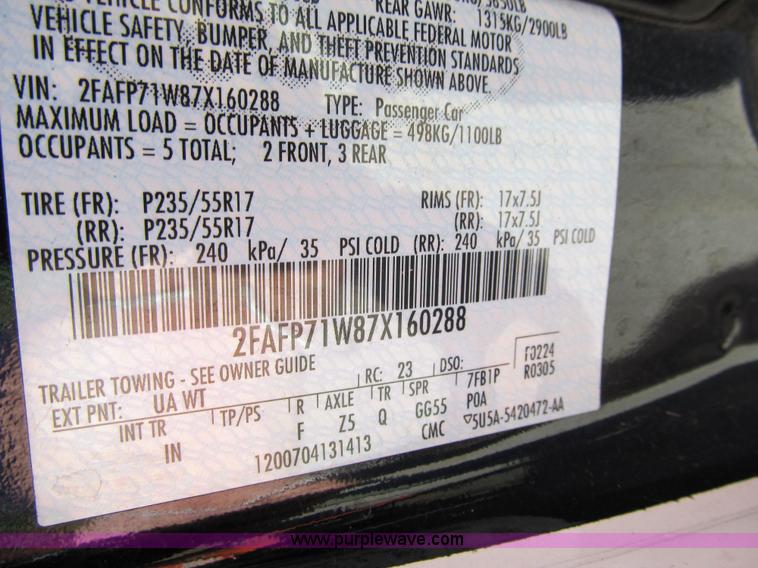 VEHICLE CONFORMS TO ALL APPLICABLE FEDERAL MOTOR
REAR GAWR: 1315KG/2900LB
VEHICLE SAFETY, BUMPER, AND THEFT PREVENTION STANDARDS
IN EFFECT ON THE DATE OF MANUFACTURE SHOWN ABOVE.
VIN: 2FAFP71W87X160288 TYPE: Passenger Car
MAXIMUM LOAD = OCCUPANTS + LUGGAGE = 498KG/1100LB
OCCUPANTS = 5 TOTAL; 2 FRONT, 3 REAR
TIRE (FR): P235/55R17 RIMS (FR): 17x7.5J
(RR): P235/55R17 (RR): 17x7.5J
PRESSURE (FR): 240 kPa/ 35 PSI COLD (RR): 240 kPa/ 35 PSI COLD
2FAFP71W87X160288
TRAILER TOWING - SEE OWNER GUIDE
F0224
EXT PNT: UA WT RC: 23 DSO: R0305
INT TR TP/PS R AXLE TR SPR 7FB1P
IN F Z5 Q GG55 POA
1200704131413 CMC 5U5A-5420472-AA
www.purplewave.com